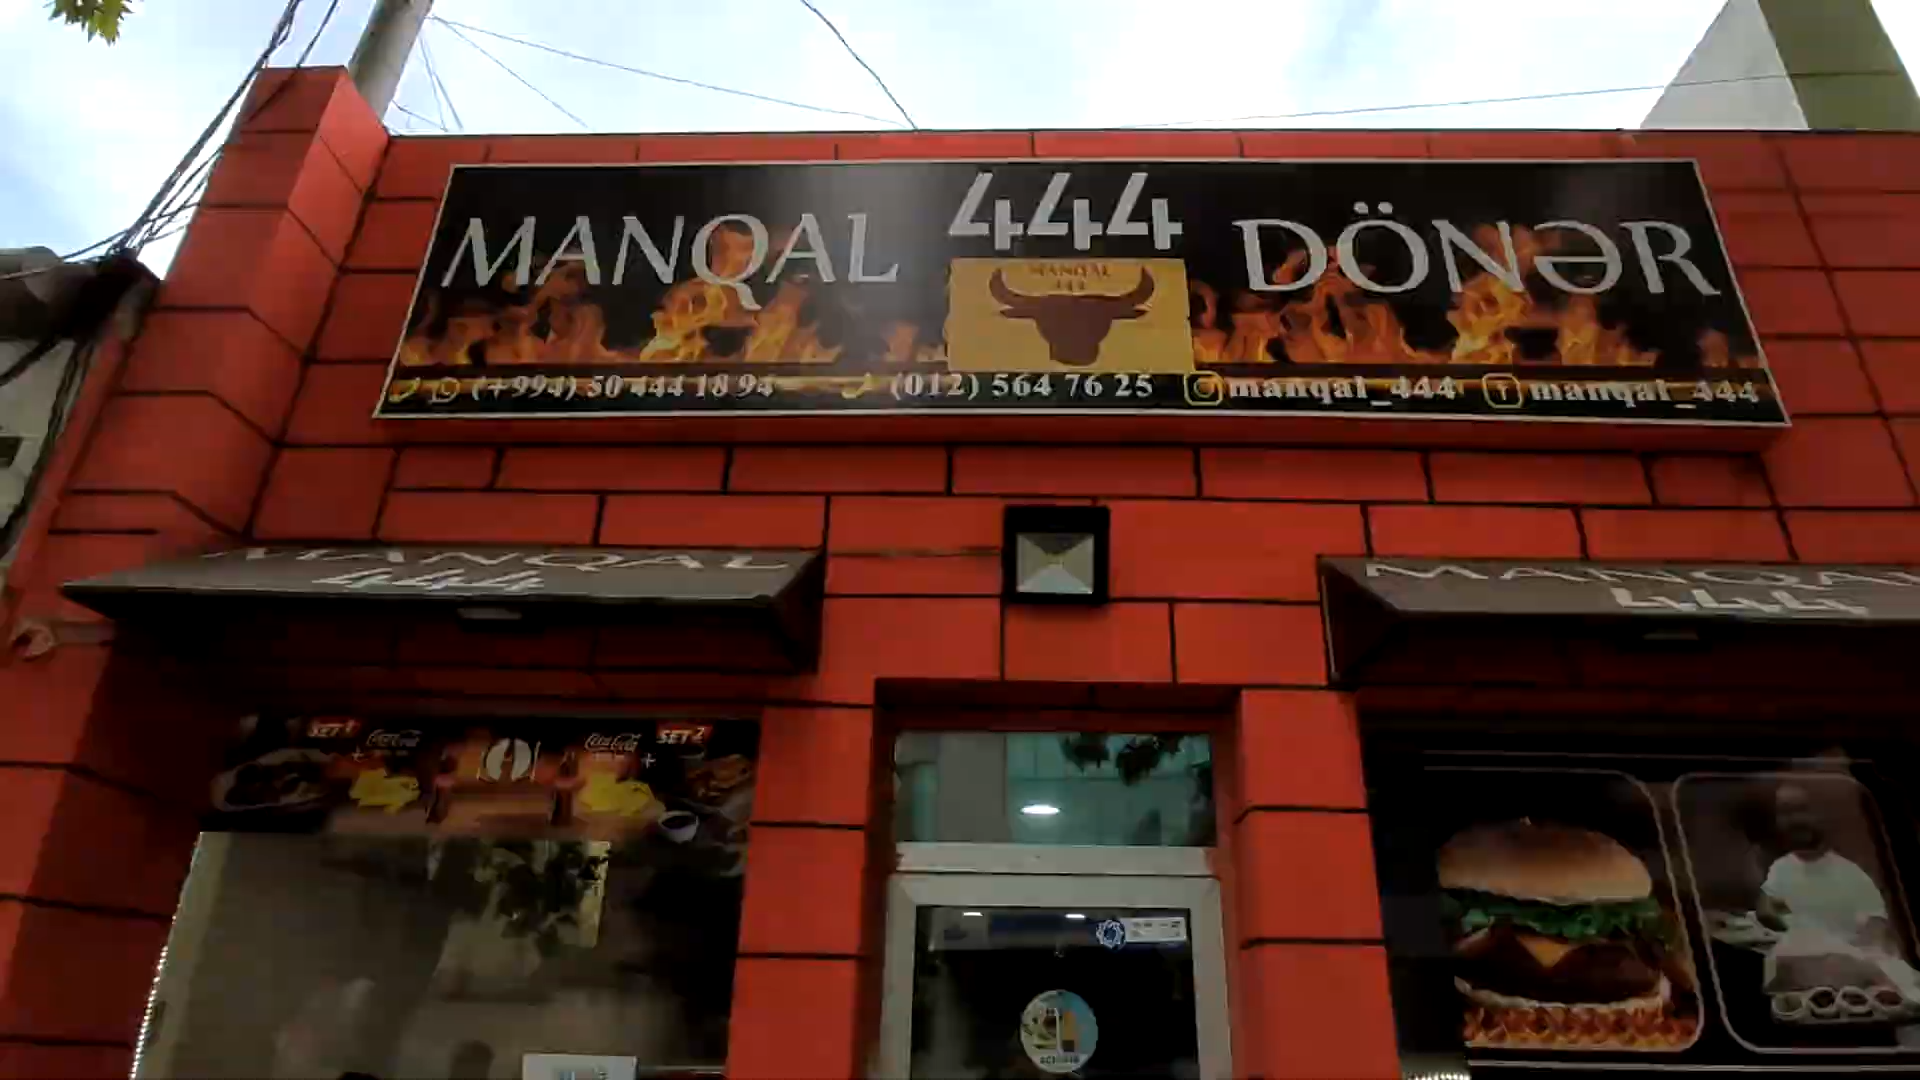 MANQAL 444 DÖNƏR
MANQAL
444
(+994) 50 444 18 94 (012) 564 76 25 manqal_444 manqal_444
MANQAL
444
MANQAL
444
SET 1 Coca-Cola Coca-Cola SET 2